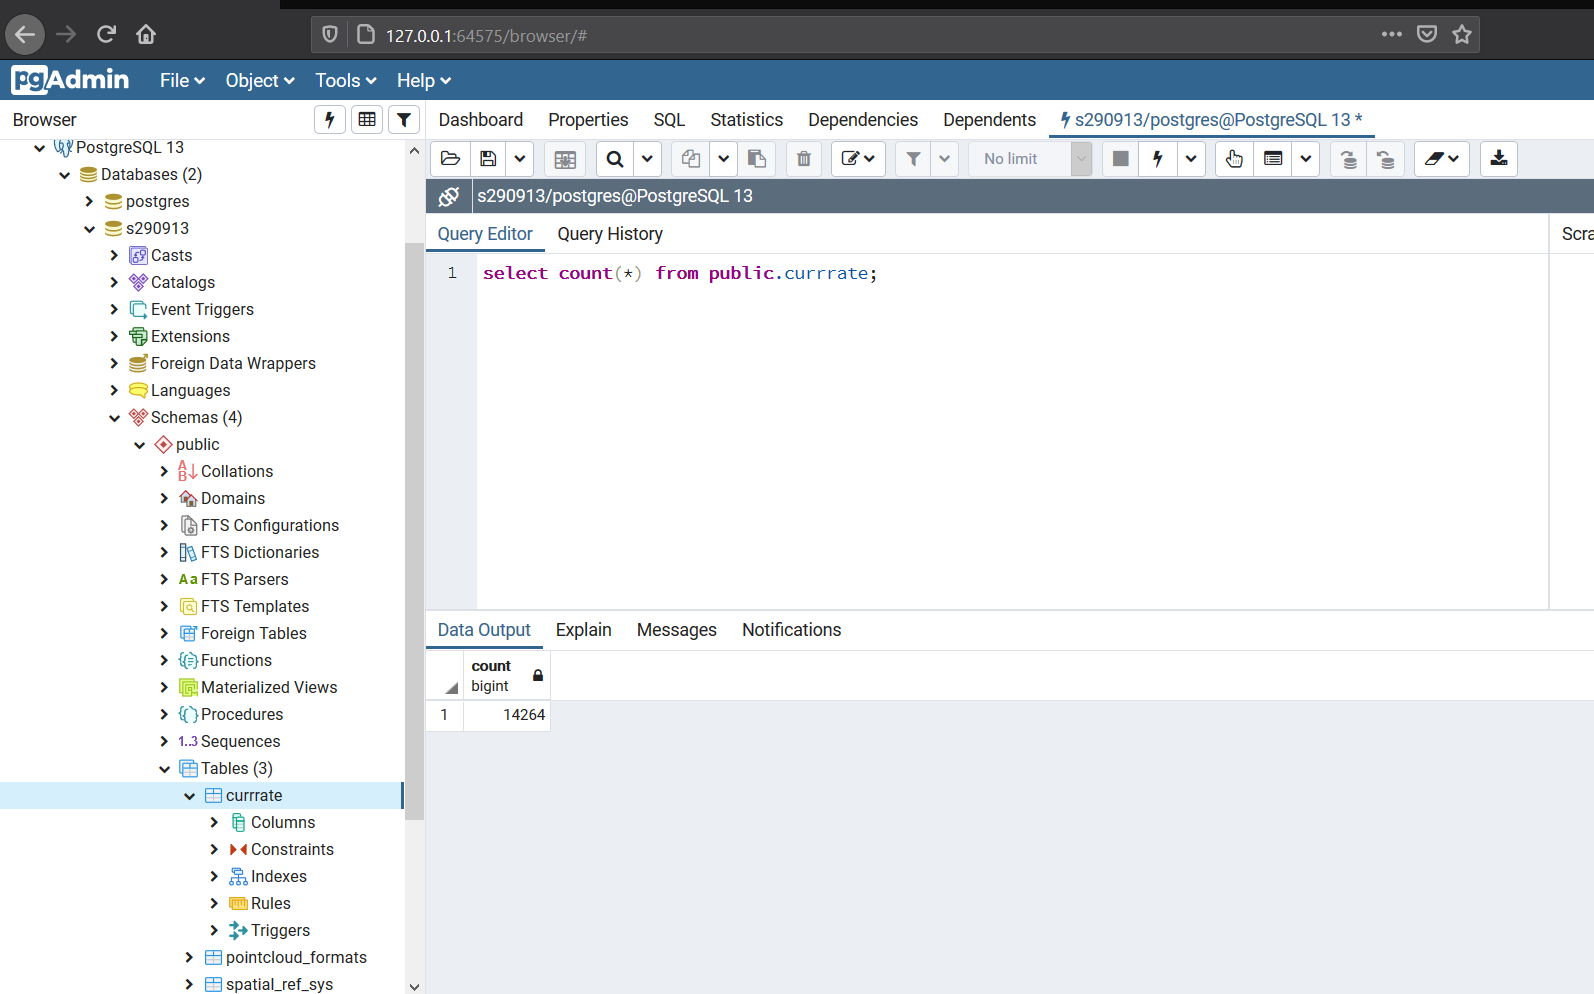 127.0.0.1:64575/browser/#
pgAdmin File Object Tools Help
Browser
Dashboard Properties SQL Statistics Dependencies Dependents s290913/postgres@PostgreSQL 13 *
No limit
s290913/postgres@PostgreSQL 13
Query Editor Query History
Scra
1 select count(*) from public.currrate;
PostgreSQL 13
Databases (2)
postgres
s290913
Casts
Catalogs
Event Triggers
Extensions
Foreign Data Wrappers
Languages
Schemas (4)
public
Collations
Domains
FTS Configurations
FTS Dictionaries
Aa FTS Parsers
FTS Templates
Foreign Tables
Functions
Materialized Views
Procedures
1..3 Sequences
Tables (3)
currrate
Columns
Constraints
Indexes
Rules
Triggers
pointcloud_formats
spatial_ref_sys
Data Output Explain Messages Notifications
count
bigint
1 14264